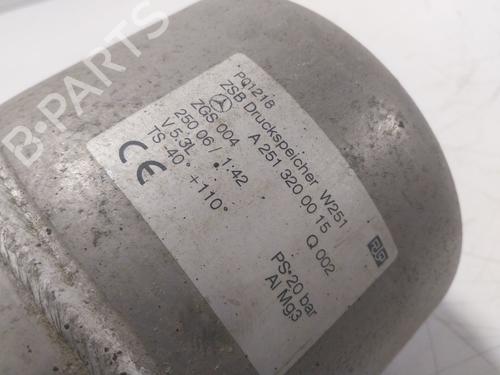 PQ1218
ZSB Druckspeicher W251
A 251 320 00 15 Q 002
ZGS 004
250 06 / 1:42
V 5.3L PS:20 bar
TS -40° +110° Al Mg3
CE
B-PARTS